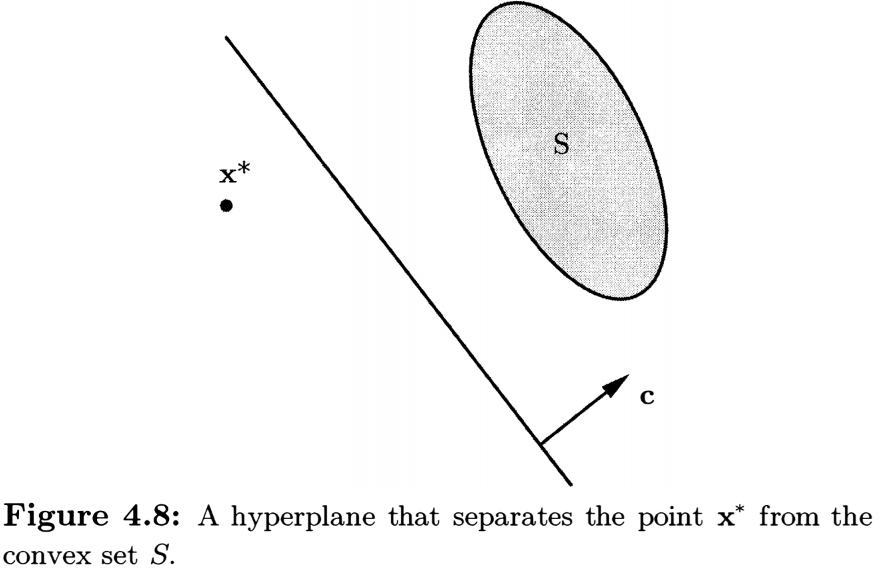 S
x*
c
Figure 4.8: A hyperplane that separates the point x* from the
convex set S.